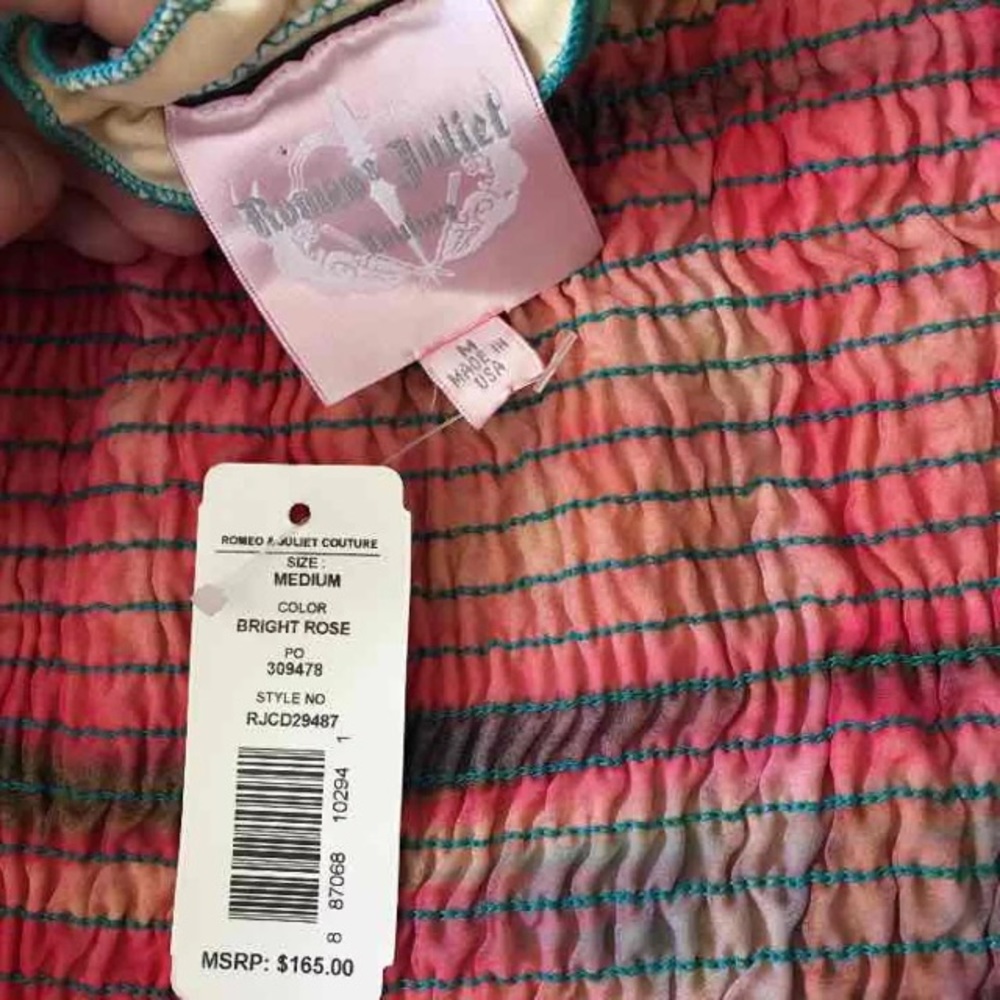 Romeo & Juliet
Couture
M
MADE IN
USA
ROMEO & JULIET COUTURE
SIZE :
MEDIUM
COLOR
BRIGHT ROSE
PO
309478
STYLE NO
RJCD29487
8 87068 10294 1
MSRP: $165.00